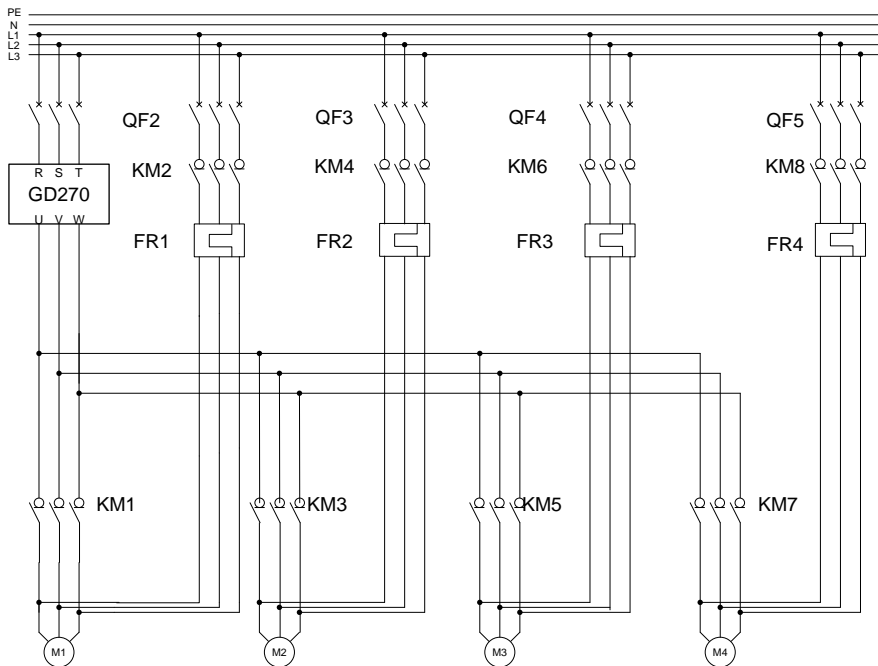 PE
N
L1
L2
L3
QF2 QF3 QF4 QF5
R S T
KM2 KM4 KM6 KM8
GD270
U V W
FR1 FR2 FR3 FR4
KM1 KM3 KM5 KM7
M1 M2 M3 M4